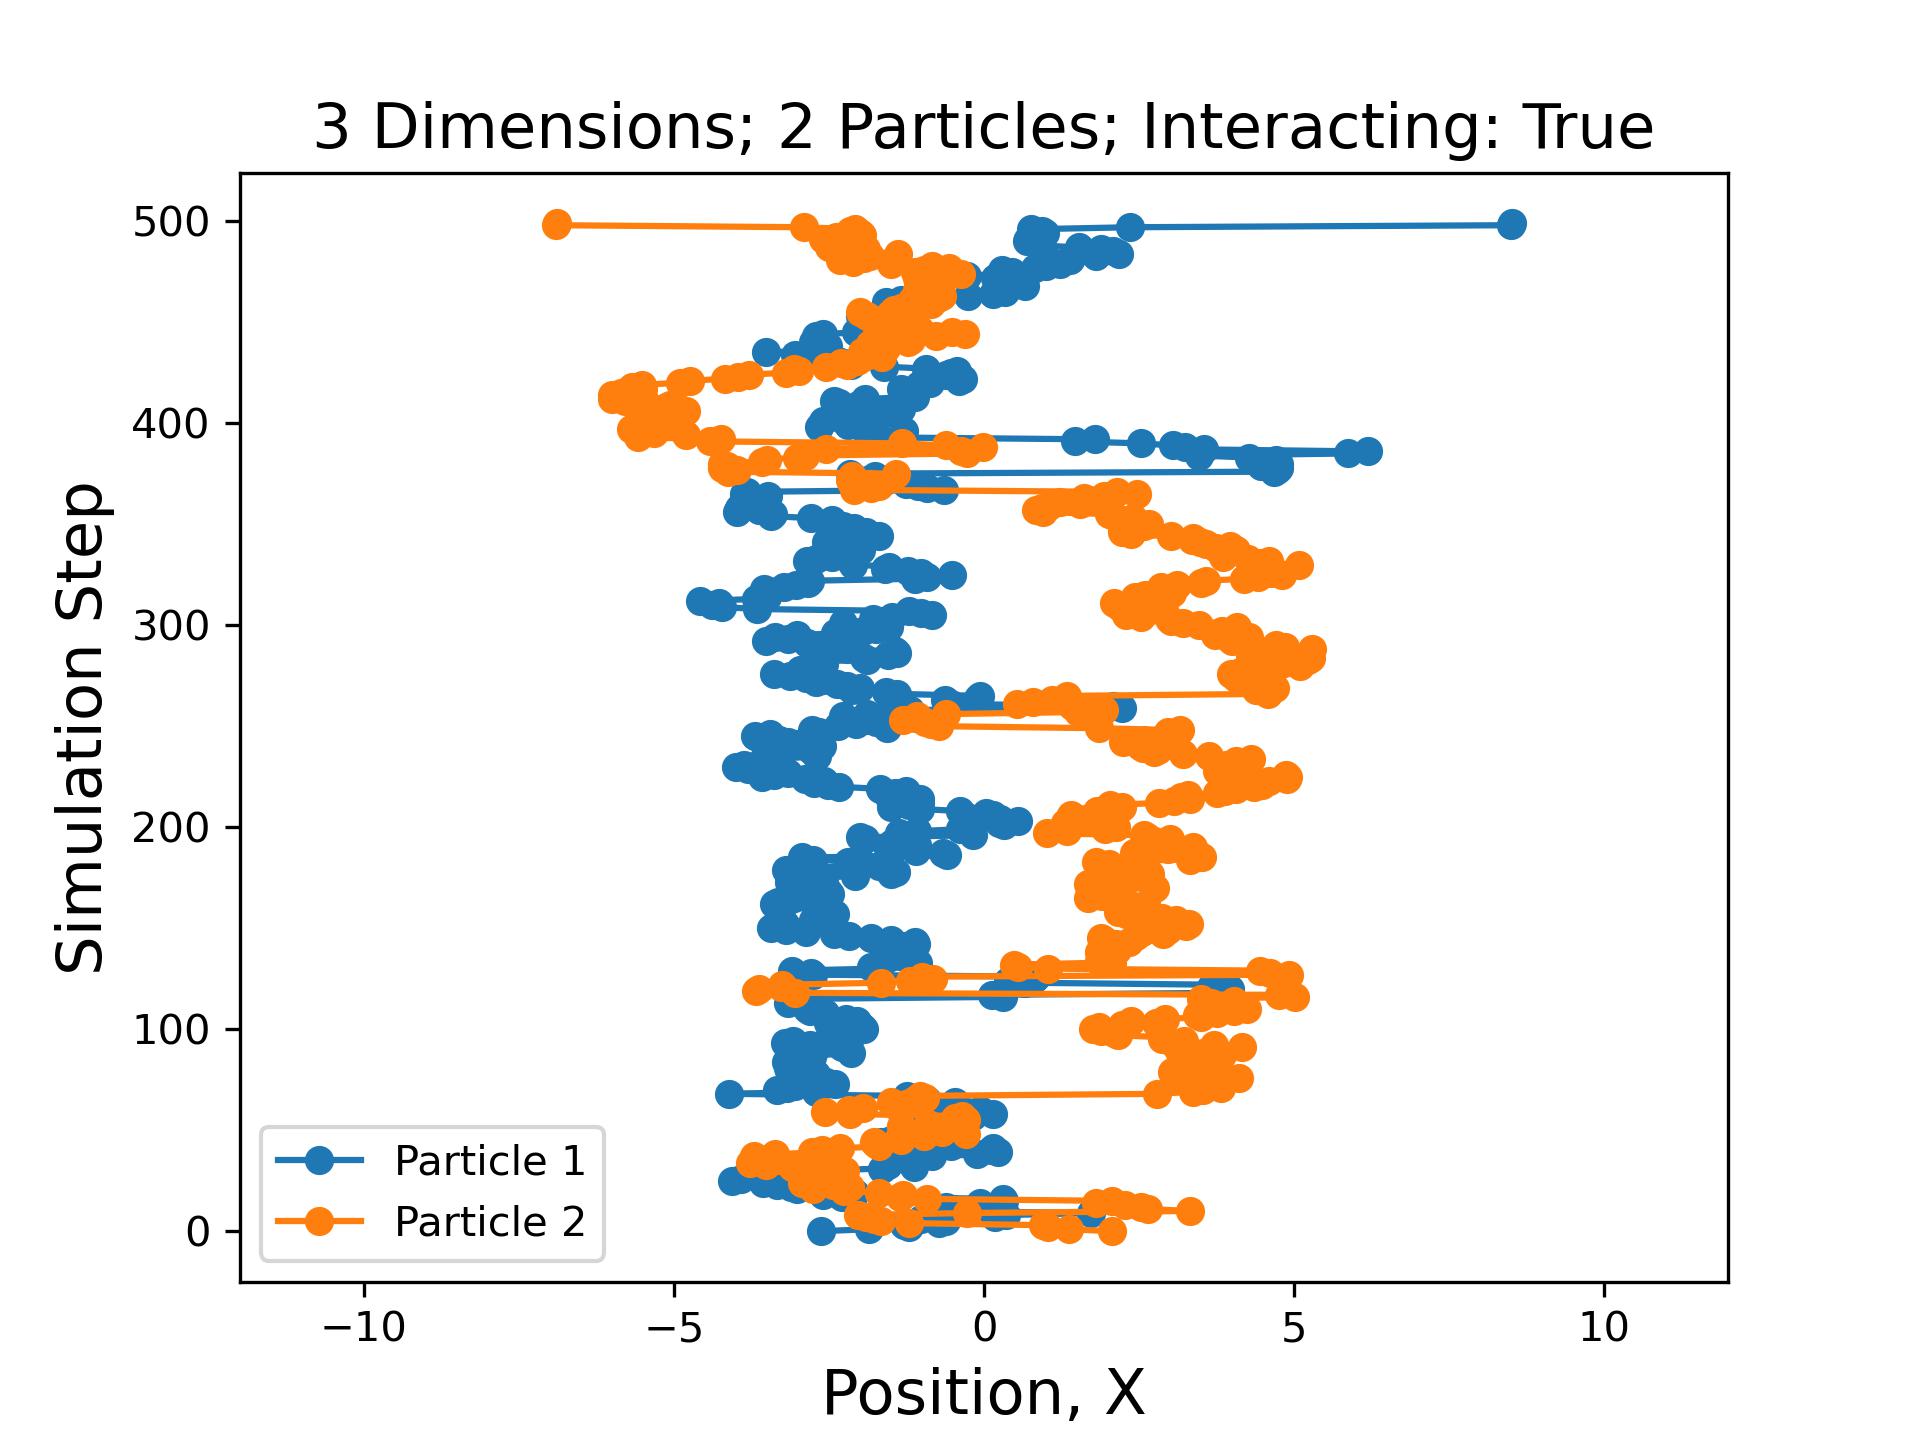 3 Dimensions; 2 Particles; Interacting: True
500
400
300
200
100
0
Simulation Step
Particle 1
Particle 2
−10
−5
0
5
10
Position, X